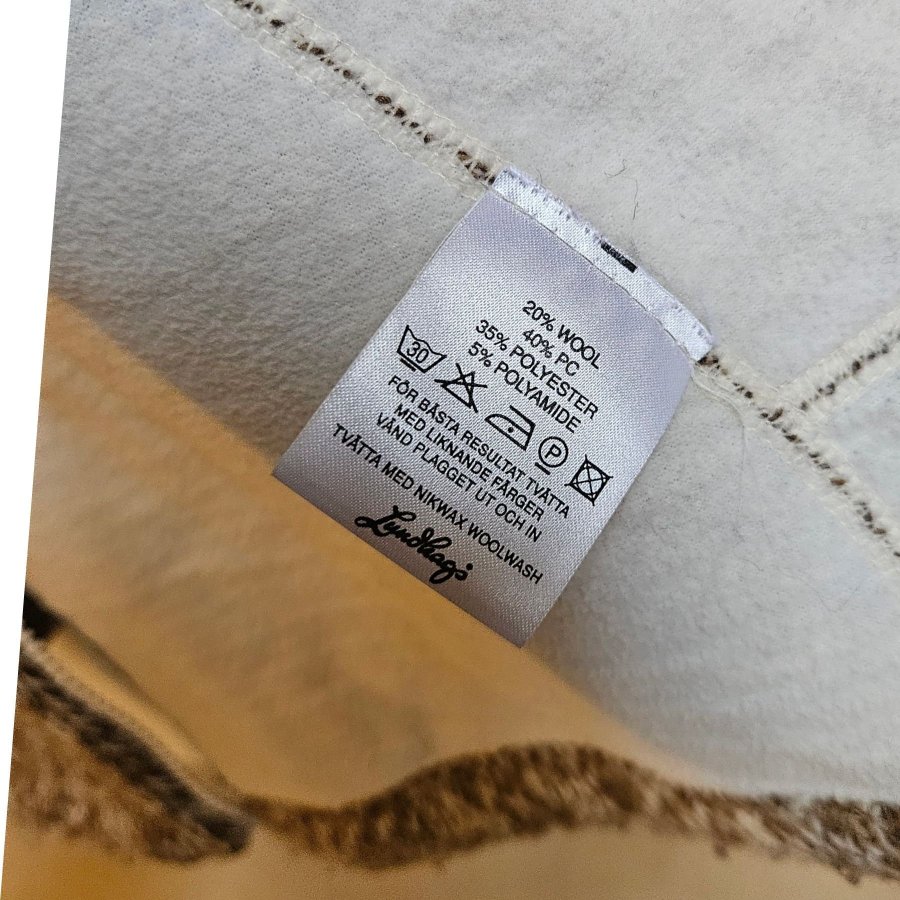 20% WOOL
40% PC
35% POLYESTER
5% POLYAMIDE
30
P
FÖR BÄSTA RESULTAT TVÄTTA
MED LIKNANDE FÄRGER
VÄND PLAGGET UT OCH IN
TVÄTTA MED NIKWAX WOOLWASH
Lundhags